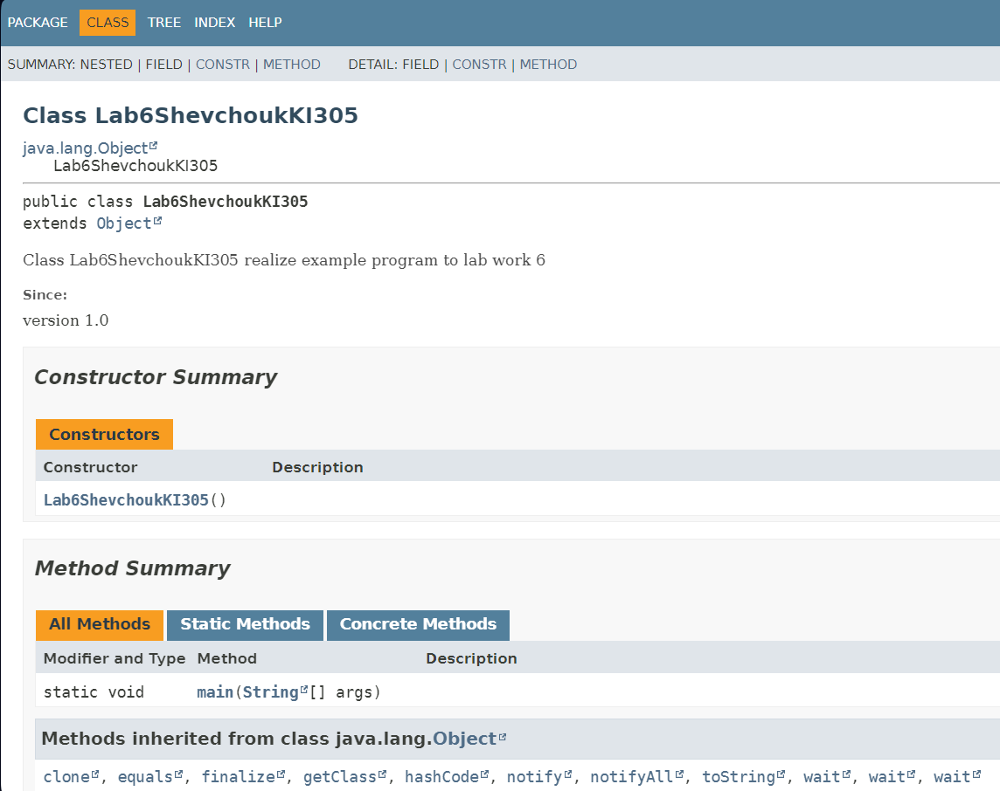 PACKAGE CLASS TREE INDEX HELP
SUMMARY: NESTED | FIELD | CONSTR | METHOD DETAIL: FIELD | CONSTR | METHOD
Class Lab6ShevchoukKI305
java.lang.Object
Lab6ShevchoukKI305
public class Lab6ShevchoukKI305
extends Object
Class Lab6ShevchoukKI305 realize example program to lab work 6
Since:
version 1.0
Constructor Summary
Constructors
Constructor Description
Lab6ShevchoukKI305()
Method Summary
All Methods Static Methods Concrete Methods
Modifier and Type Method Description
static void main(String[] args)
Methods inherited from class java.lang.Object
clone, equals, finalize, getClass, hashCode, notify, notifyAll, toString, wait, wait, wait